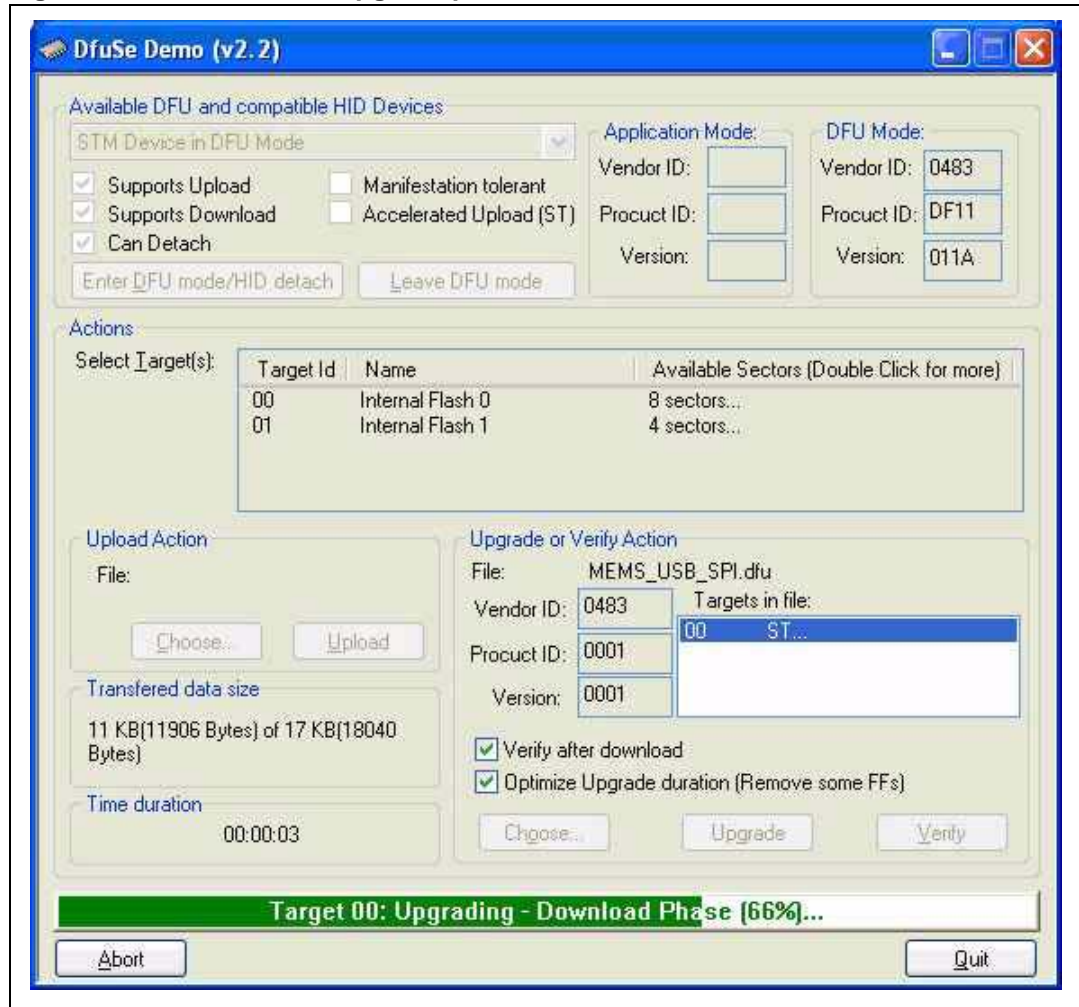 DfuSe Demo (v2.2)
Available DFU and compatible HID Devices
STM Device in DFU Mode
Supports Upload
Manifestation tolerant
Supports Download
Accelerated Upload (ST)
Can Detach
Enter DFU mode/HID detach
Leave DFU mode
Application Mode:
Vendor ID:
Procuct ID:
Version:
DFU Mode:
Vendor ID: 0483
Procuct ID: DF11
Version: 011A
Actions
Select Target(s):
Target Id Name Available Sectors (Double Click for more)
00 Internal Flash 0 8 sectors...
01 Internal Flash 1 4 sectors...
Upload Action
File:
Choose... Upload
Transfered data size
11 KB(11906 Bytes) of 17 KB(18040
Bytes)
Time duration
00:00:03
Upgrade or Verify Action
File: MEMS_USB_SPI.dfu
Vendor ID: 0483
Procuct ID: 0001
Version: 0001
Targets in file:
00 ST...
Verify after download
Optimize Upgrade duration (Remove some FFs)
Choose... Upgrade Verify
Target 00: Upgrading - Download Phase (66%)...
Abort
Quit